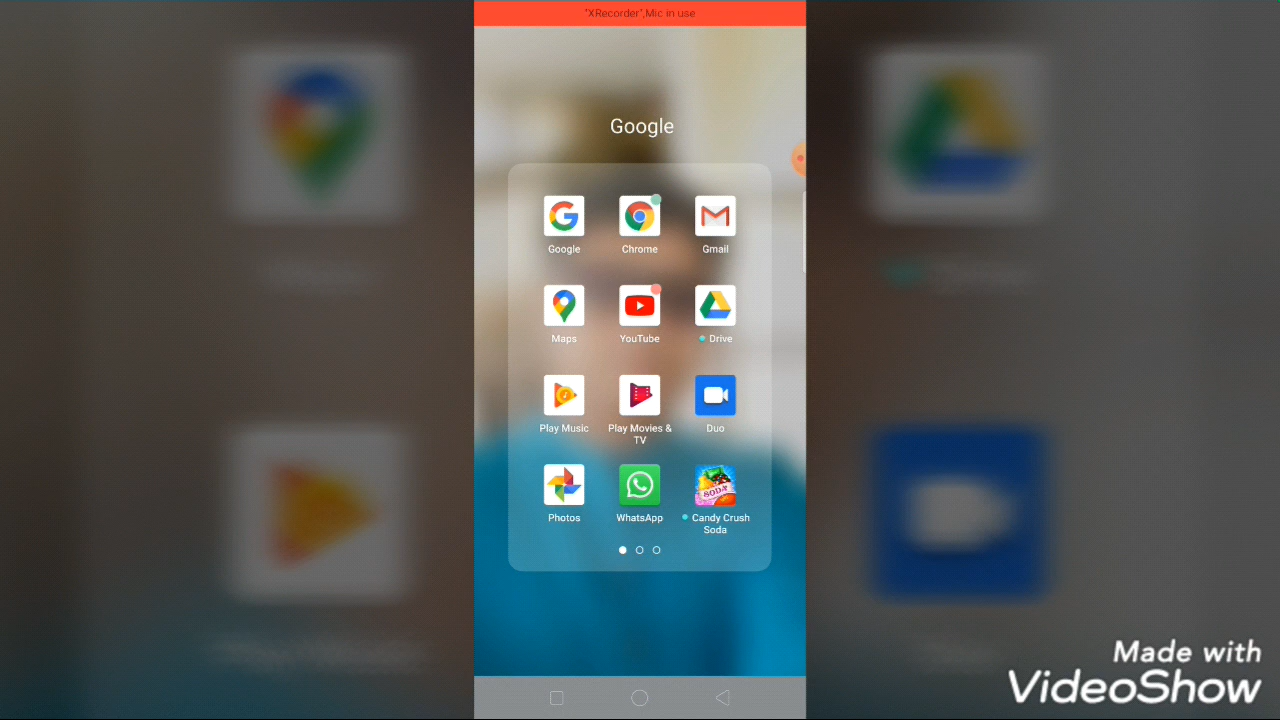 "XRecorder",Mic in use
Google
Google
Chrome
Gmail
Maps
YouTube
Drive
Play Music
Play Movies &
TV
Duo
Photos
WhatsApp
SODA
Candy Crush
Soda
Made with
VideoShow